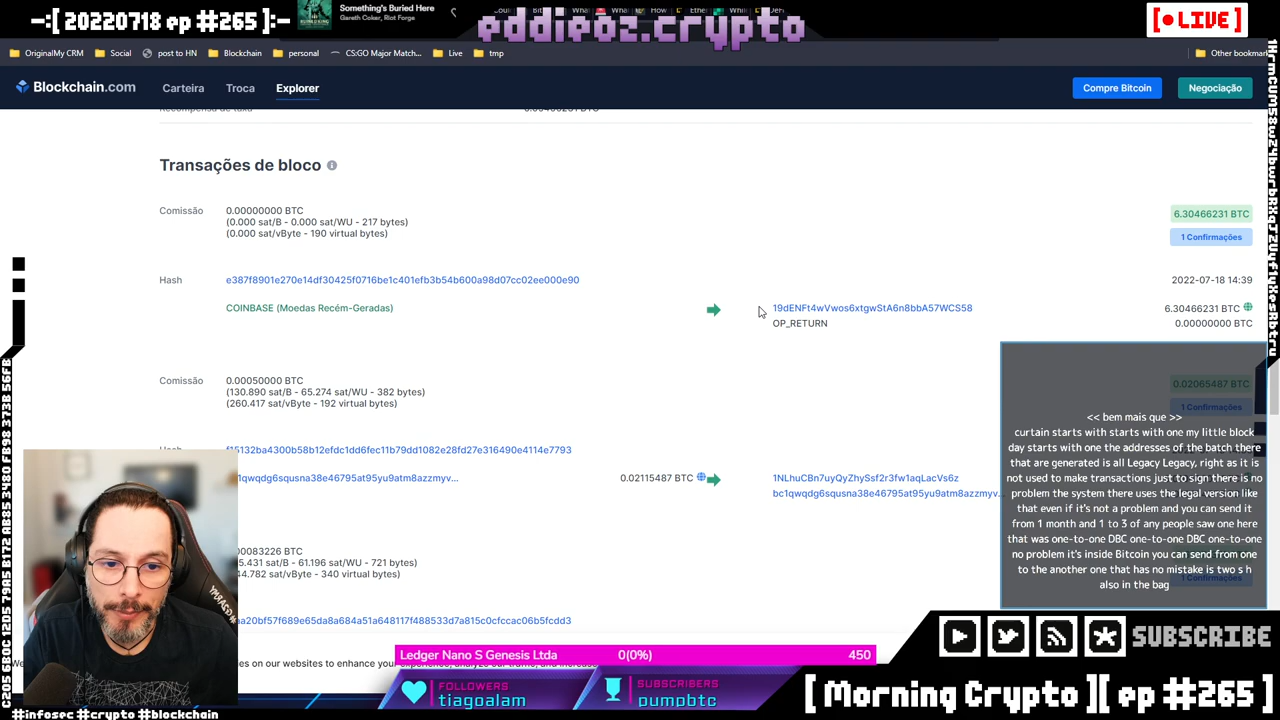 [ 20220718 ep #265]
Something's Buried Here
Gareth Coker, Riot Forge
eddieoz.crypto
[ LIVE]
OriginalMy CRM
Social
post to HN
Blockchain
personal
CS:GO Major Match...
Live
tmp
Other bookmark
Blockchain.com
Carteira
Troca
Explorer
Compre Bitcoin
Negociação
Transações de bloco
Comissão
0.00000000 BTC
(0.000 sat/B - 0.000 sat/WU - 217 bytes)
(0.000 sat/vByte - 190 virtual bytes)
6.30466231 BTC
1 Confirmações
Hash
e387f8901e270e14df30425f0716be1c401efb3b54b600a98d07cc02ee000e90
2022-07-18 14:39
COINBASE (Moedas Recém-Geradas)
19dENFt4wVwos6xtgwStA6n8bbA57WCS58
6.30466231 BTC
OP_RETURN
0.00000000 BTC
Comissão
0.00050000 BTC
(130.890 sat/B - 65.274 sat/WU - 382 bytes)
(260.417 sat/vByte - 192 virtual bytes)
0.02065487 BTC
1 Confirmações
Hash
f15132ba4300b58b12efdc1dd6fec11b79dd1082e28fd27e316490e4114e7793
1qwqdg6squsna38e46795at95yu9atm8azzmyv...
0.02115487 BTC
1NLhuCBn7uyQyZhySsf2r3fw1aqLacVs6z
bc1qwqdg6squsna38e46795at95yu9atm8azzmyv...
00083226 BTC
5.431 sat/B - 61.196 sat/WU - 721 bytes)
44.782 sat/vByte - 340 virtual bytes)
1 Confirmações
aa20bf57f689e65da8a684a51a648117f488533d7a815c0cfccac06b5fcdd3
<< bem mais que >>
curtain starts with starts with one my little block
day starts with one the addresses of the batch there
that are generated is all Legacy Legacy, right as it is
not used to make transactions just to sign there is no
problem the system there uses the legal version like
that even if it's not a problem and you can send it
from 1 month and 1 to 3 of any people saw one here
that was one-to-one DBC one-to-one DBC one-to-one
no problem it's inside Bitcoin you can send from one
to the another one that has no mistake is two s h
also in the bag
SUBSCRIBE
Ledger Nano S Genesis Ltda
0(0%)
450
FOLLOWERS
tiagoalam
SUBSCRIBERS
pumpbtc
[ Morning Crypto ][ ep #265]
#infosec #crypto #blockchain